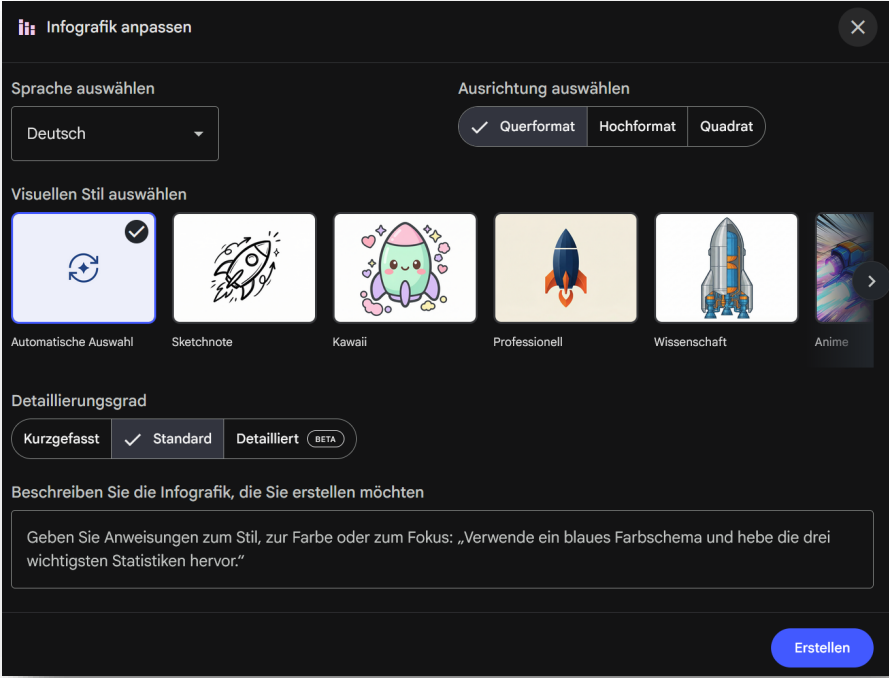 Infografik anpassen
Sprache auswählen
Ausrichtung auswählen
Deutsch
Querformat
Hochformat
Quadrat
Visuellen Stil auswählen
Automatische Auswahl
Sketchnote
Kawaii
Professionell
Wissenschaft
Anime
Detaillierungsgrad
Kurzgefasst
Standard
Detailliert
BETA
Beschreiben Sie die Infografik, die Sie erstellen möchten
Geben Sie Anweisungen zum Stil, zur Farbe oder zum Fokus: „Verwende ein blaues Farbschema und hebe die drei
wichtigsten Statistiken hervor.“
Erstellen